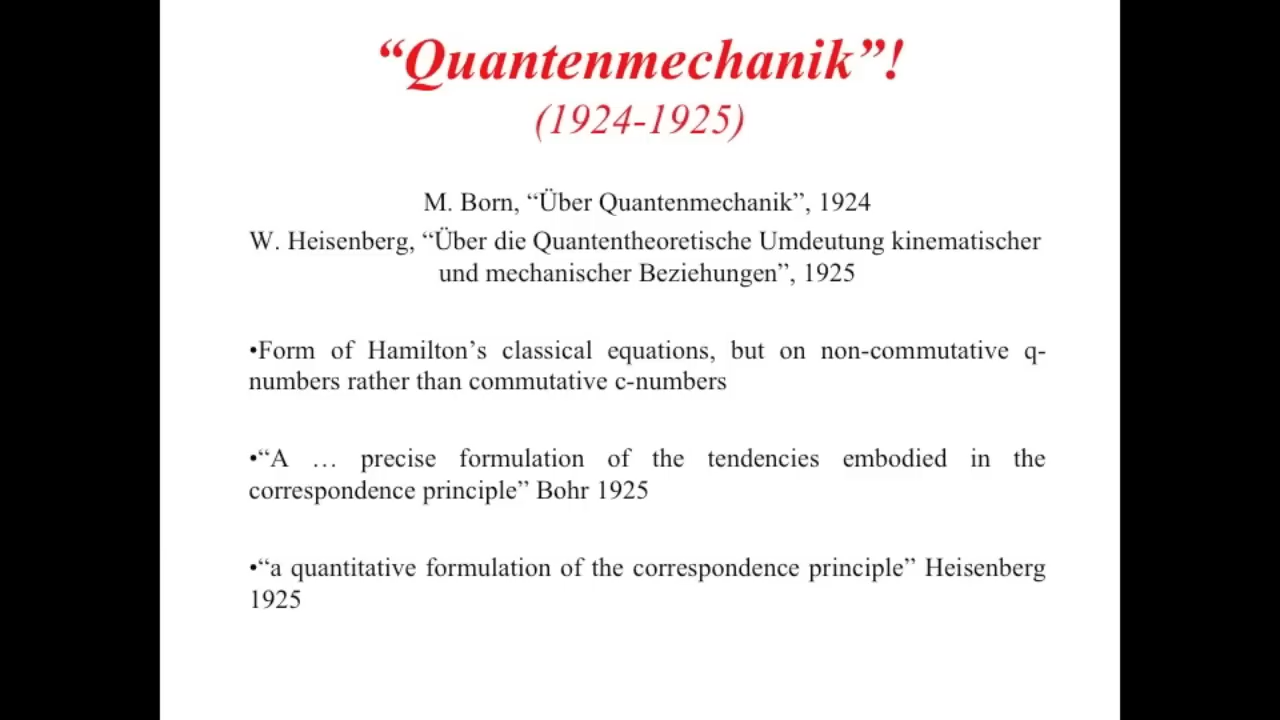 “Quantenmechanik”!
(1924-1925)
M. Born, “Über Quantenmechanik”, 1924
W. Heisenberg, “Über die Quantentheoretische Umdeutung kinematischer
und mechanischer Beziehungen”, 1925
•Form of Hamilton’s classical equations, but on non-commutative q-
numbers rather than commutative c-numbers
•“A … precise formulation of the tendencies embodied in the
correspondence principle” Bohr 1925
•“a quantitative formulation of the correspondence principle” Heisenberg
1925